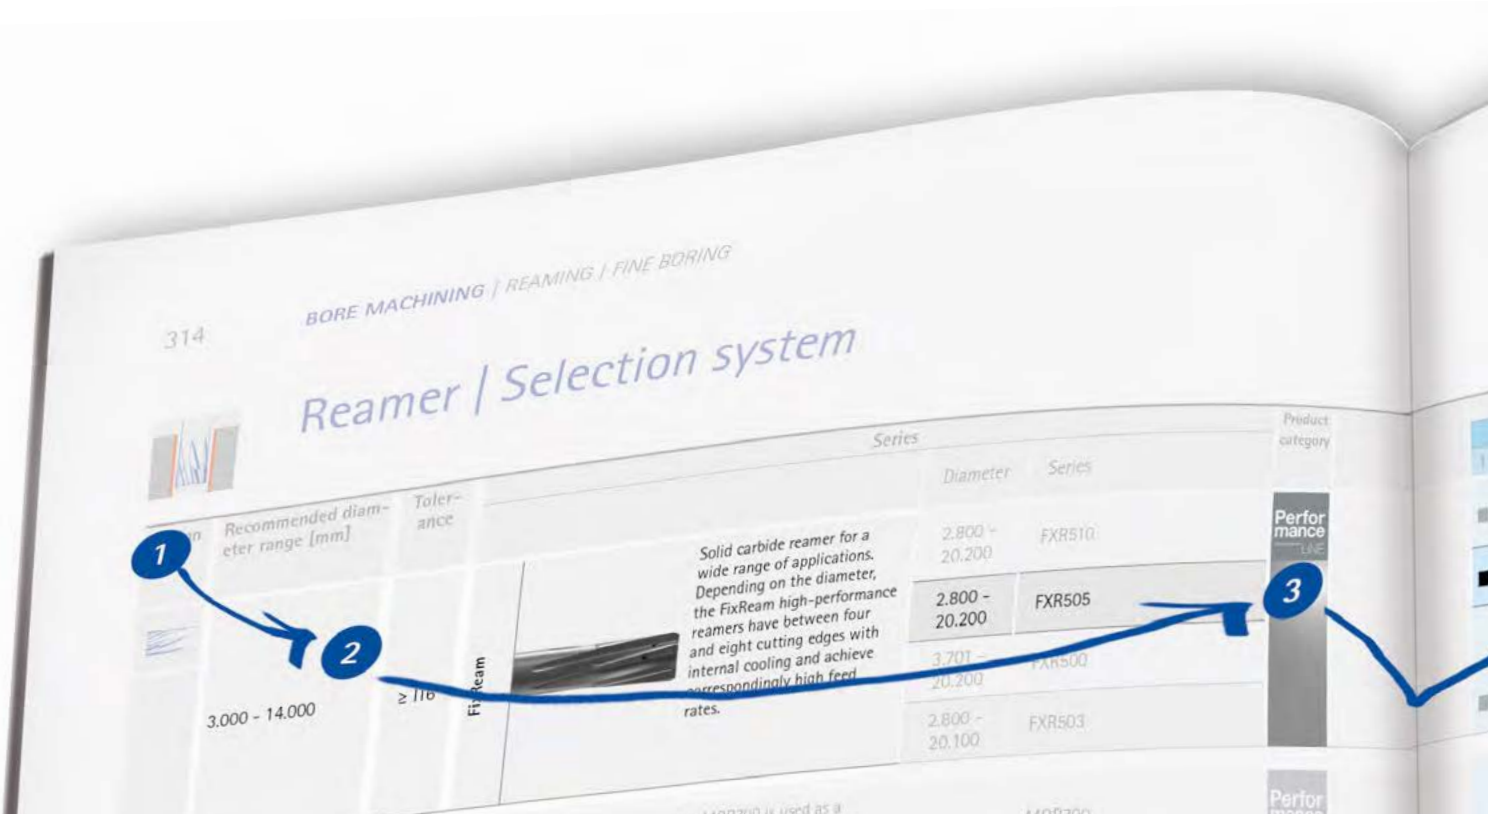 314
BORE MACHINING | REAMING | FINE BORING
Reamer | Selection system
Series
Product
category
Diameter
Series
Recommended diam-
eter range [mm]
Toler-
ance
1
2
3
3.000 - 14.000
FixReam
Solid carbide reamer for a
wide range of applications.
Depending on the diameter,
the FixReam high-performance
reamers have between four
and eight cutting edges with
internal cooling and achieve
correspondingly high feed
rates.
2.800 -
20.200
FXR510
2.800 -
20.200
FXR505
3.701 -
20.200
FXR500
2.800 -
20.100
FXR503
Perfor
mance
LINE
is used as a
Perfor